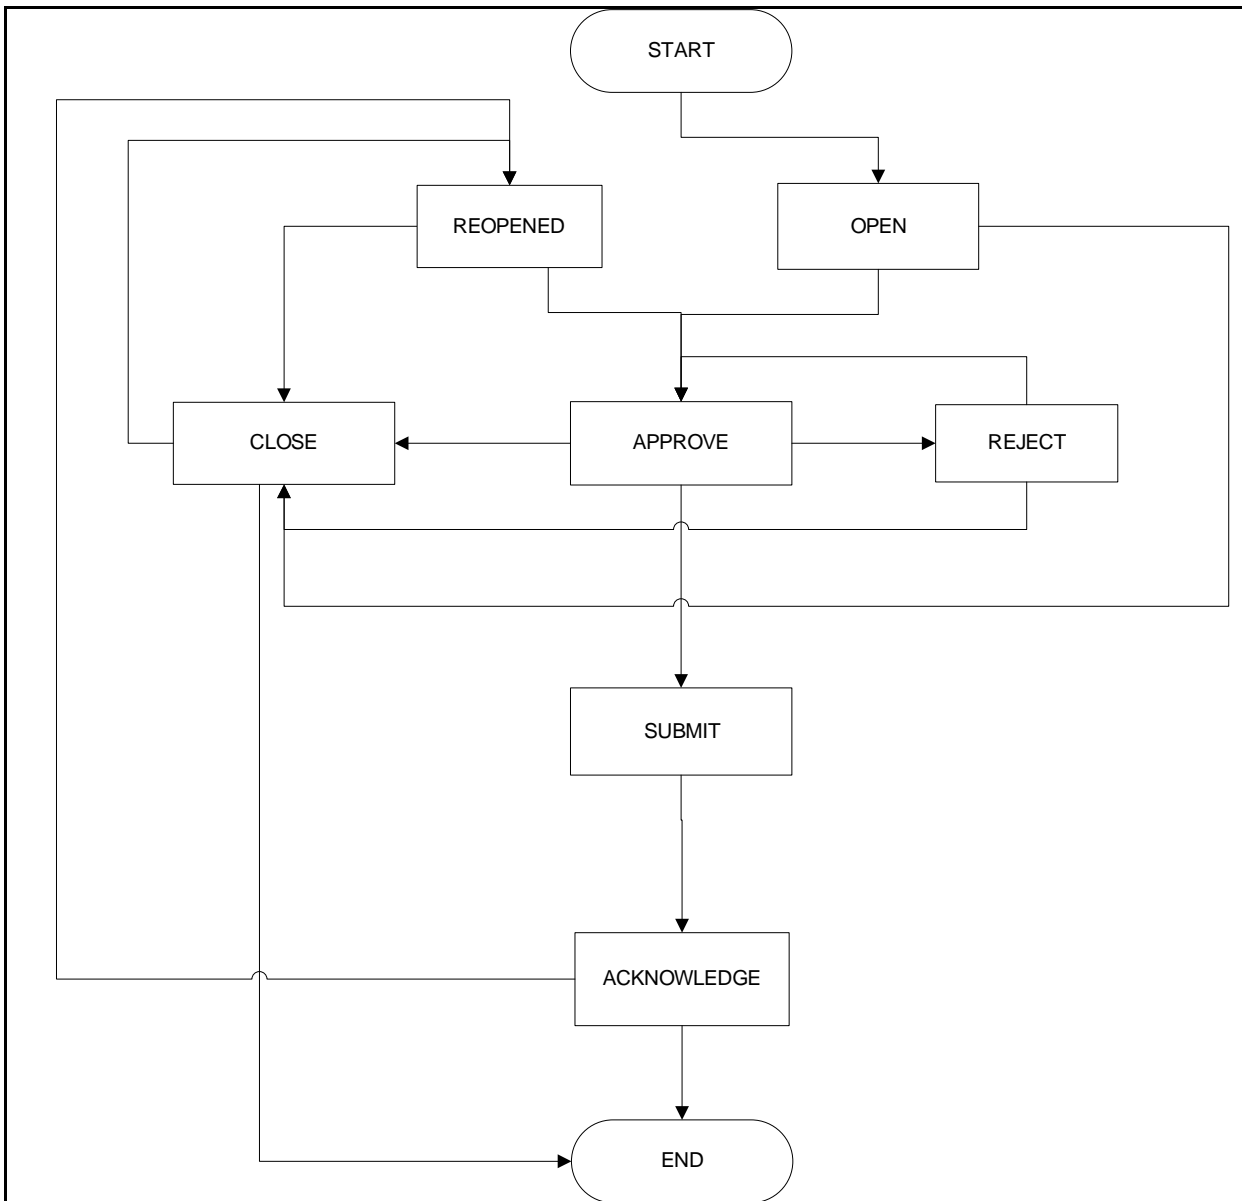 START
REOPENED
OPEN
CLOSE
APPROVE
REJECT
SUBMIT
ACKNOWLEDGE
END